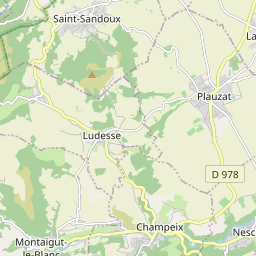 Saint-Sandoux
La
Plauzat
Ludesse
D 978
Champeix
Nesc
Montaigut-
le-Blanc